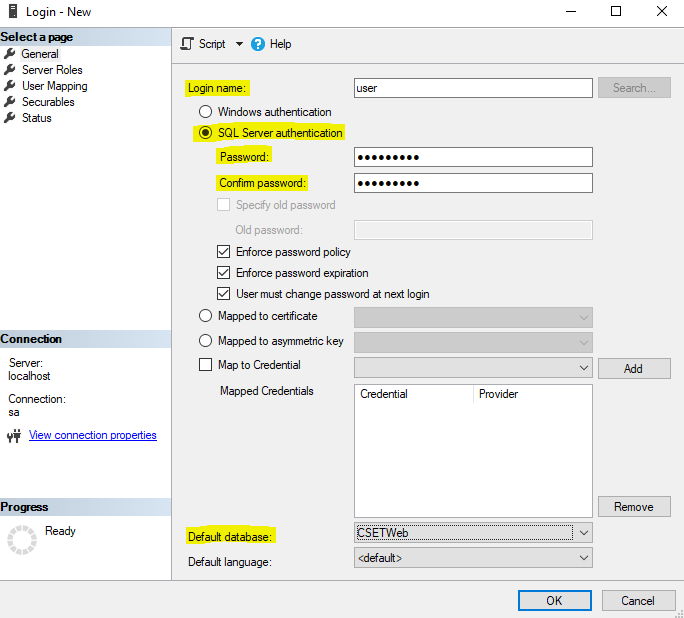 Login - New
Select a page
General
Server Roles
User Mapping
Securables
Status
Connection
Server:
localhost
Connection:
sa
View connection properties
Progress
Ready
Script
Help
Login name:
user
Search...
Windows authentication
SQL Server authentication
Password:
●●●●●●●●●
Confirm password:
●●●●●●●●●
Specify old password
Old password:
Enforce password policy
Enforce password expiration
User must change password at next login
Mapped to certificate
Mapped to asymmetric key
Map to Credential
Add
Mapped Credentials
Credential Provider
Remove
Default database:
CSETWeb
Default language:
<default>
OK
Cancel